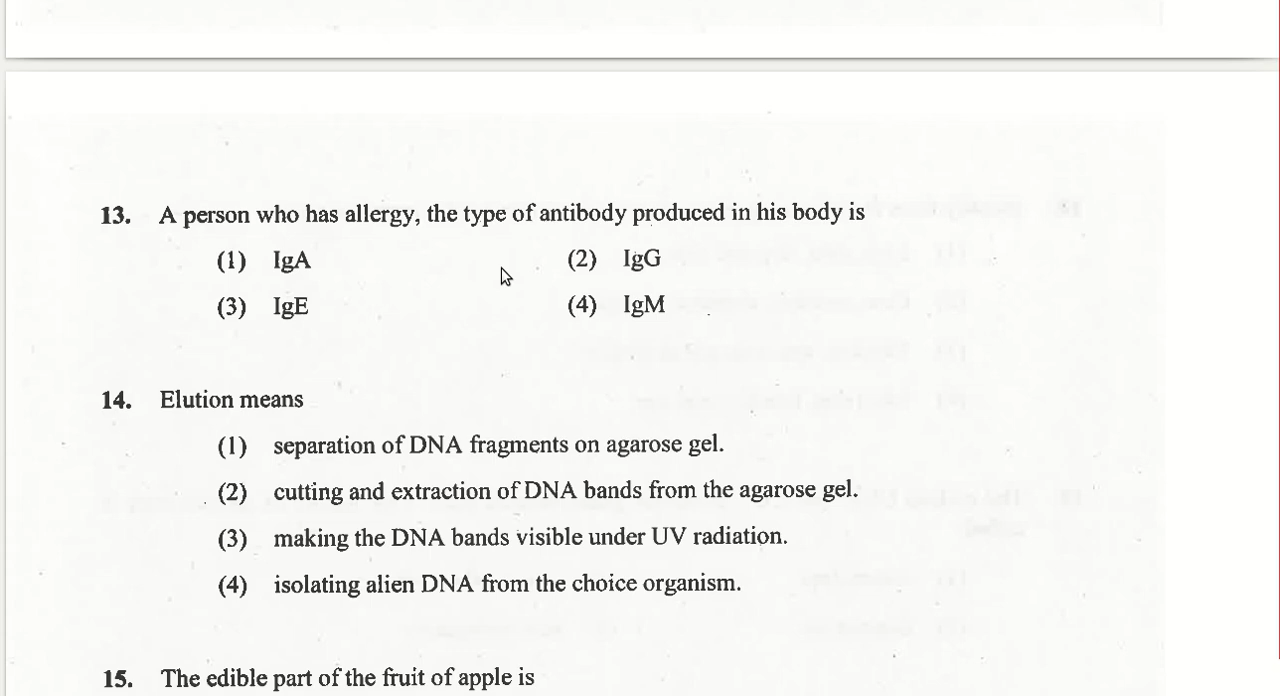 13. A person who has allergy, the type of antibody produced in his body is
(1) IgA (2) IgG
(3) IgE (4) IgM
14. Elution means
(1) separation of DNA fragments on agarose gel.
(2) cutting and extraction of DNA bands from the agarose gel.
(3) making the DNA bands visible under UV radiation.
(4) isolating alien DNA from the choice organism.
15. The edible part of the fruit of apple is